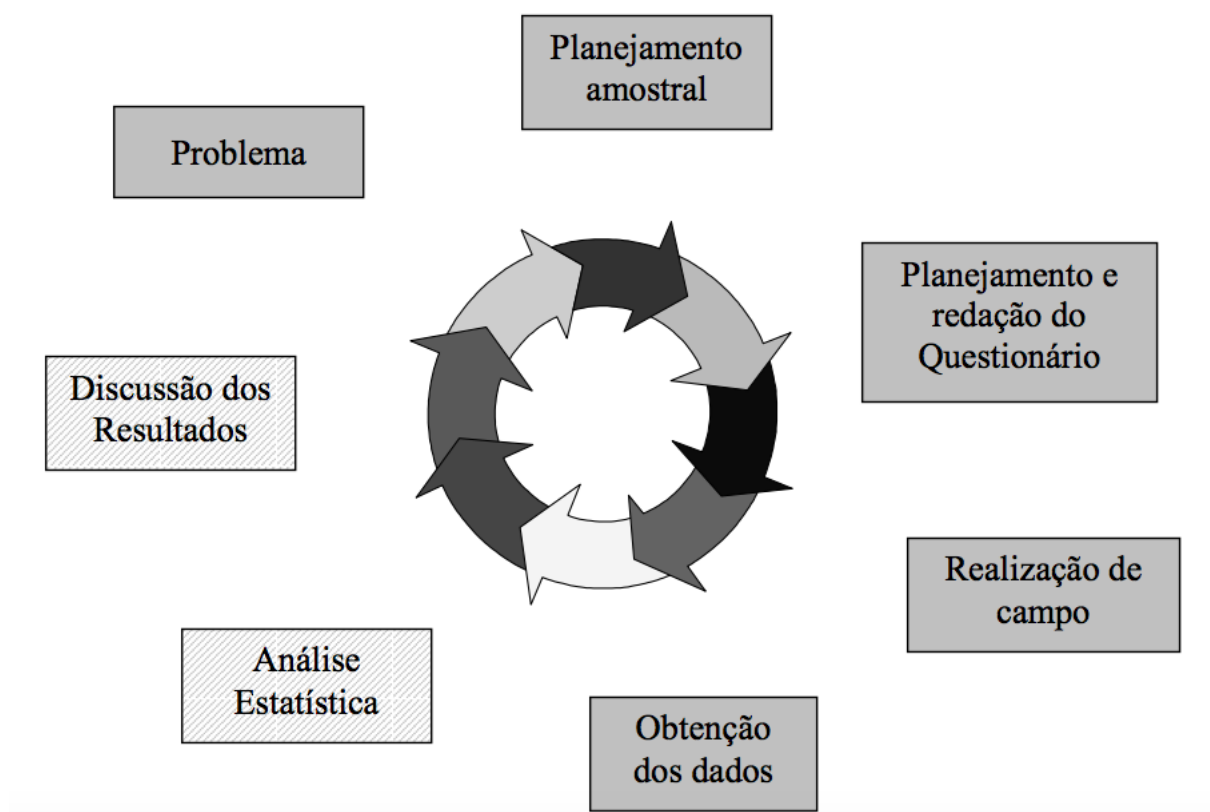 Planejamento
amostral
Problema
Planejamento e
redação do
Questionário
Discussão dos
Resultados
Realização de
campo
Análise
Estatística
Obtenção
dos dados